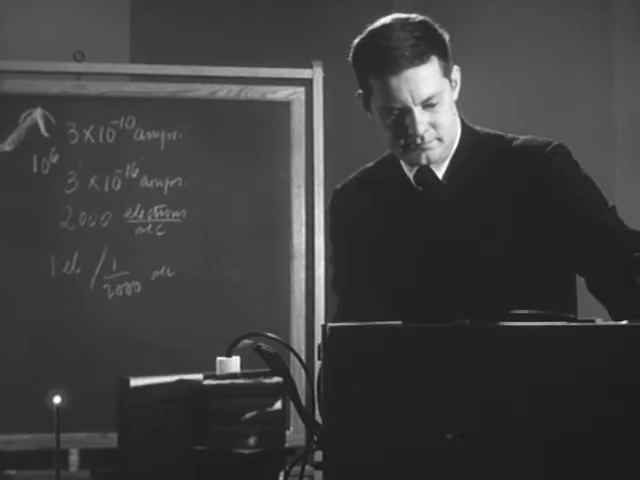 3 × 10⁻¹⁰ amps.
10⁶
3 × 10⁻¹⁶ amps.
2000 electrons/sec
1 el / 1/2000 sec